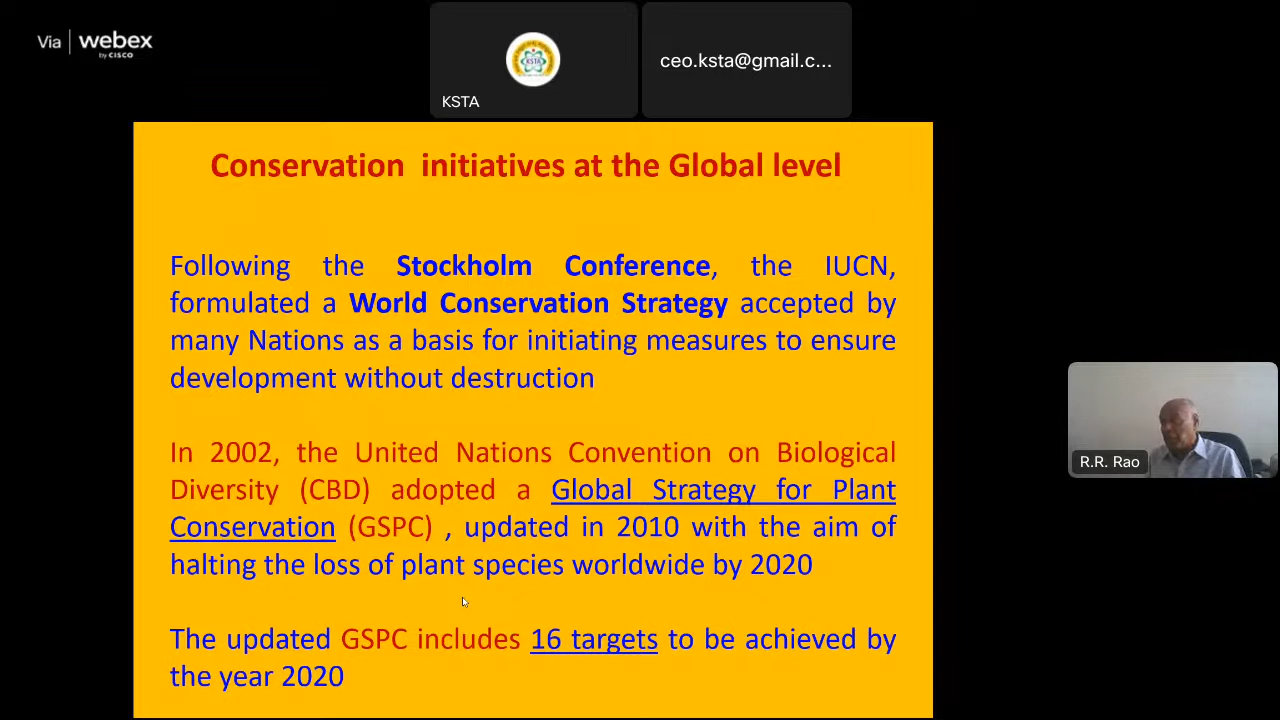 Via webex
by CISCO
KSTA
KSTA
ceo.ksta@gmail.c...
Conservation initiatives at the Global level
Following the Stockholm Conference, the IUCN,
formulated a World Conservation Strategy accepted by
many Nations as a basis for initiating measures to ensure
development without destruction
In 2002, the United Nations Convention on Biological
Diversity (CBD) adopted a Global Strategy for Plant
Conservation (GSPC) , updated in 2010 with the aim of
halting the loss of plant species worldwide by 2020
The updated GSPC includes 16 targets to be achieved by
the year 2020
R.R. Rao